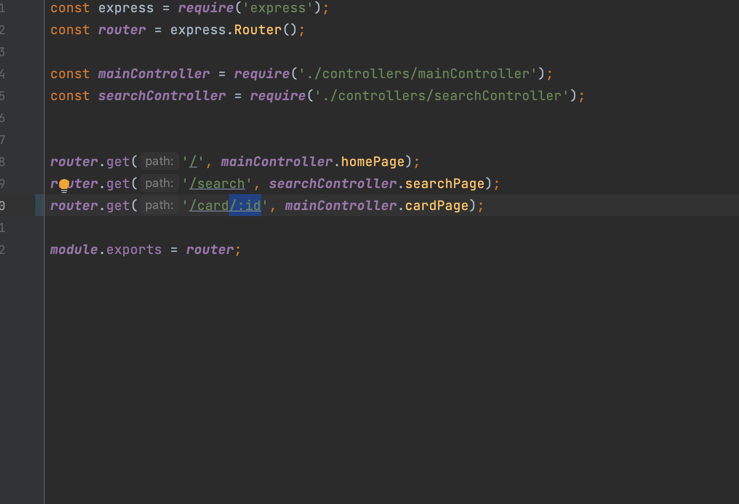 1 const express = require('express');
2 const router = express.Router();
3
4 const mainController = require('./controllers/mainController');
5 const searchController = require('./controllers/searchController');
6
7
8 router.get( path: '/', mainController.homePage);
9 router.get( path: '/search', searchController.searchPage);
0 router.get( path: '/card/:id', mainController.cardPage);
1
2 module.exports = router;